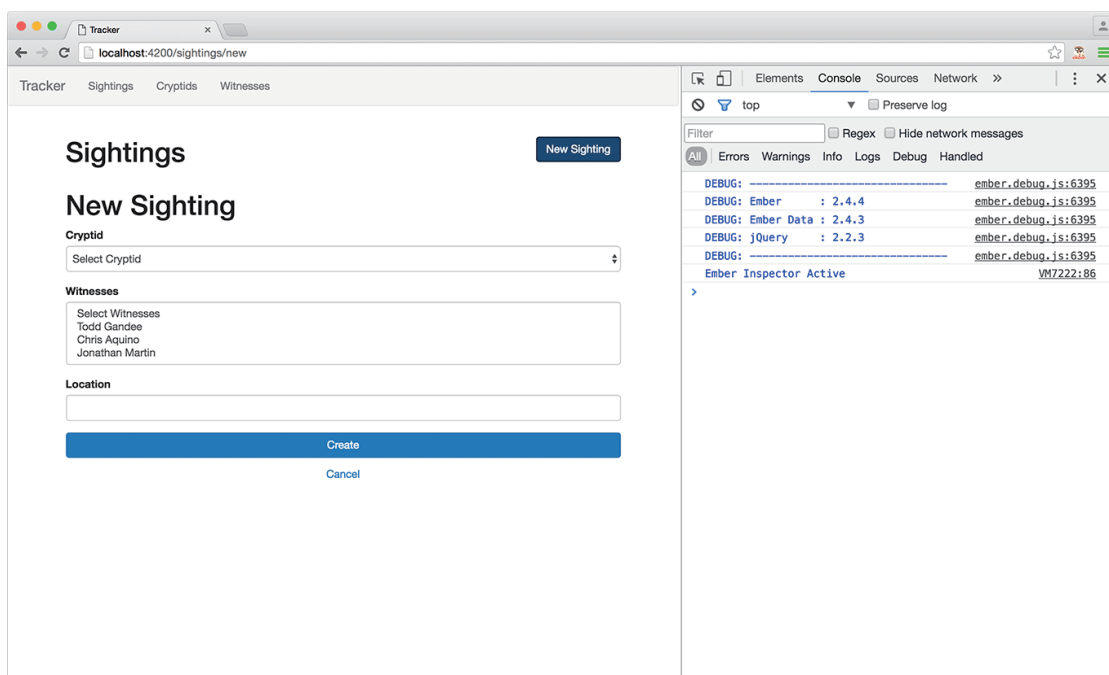 Tracker
localhost:4200/sightings/new
Tracker Sightings Cryptids Witnesses
Sightings
New Sighting
New Sighting
Cryptid
Select Cryptid
Witnesses
Select Witnesses
Todd Gandee
Chris Aquino
Jonathan Martin
Location
Create
Cancel
Elements Console Sources Network »
top Preserve log
Filter Regex Hide network messages
All Errors Warnings Info Logs Debug Handled
DEBUG: ------------------------------- ember.debug.js:6395
DEBUG: Ember : 2.4.4 ember.debug.js:6395
DEBUG: Ember Data : 2.4.3 ember.debug.js:6395
DEBUG: jQuery : 2.2.3 ember.debug.js:6395
DEBUG: ------------------------------- ember.debug.js:6395
Ember Inspector Active VM7222:86
>